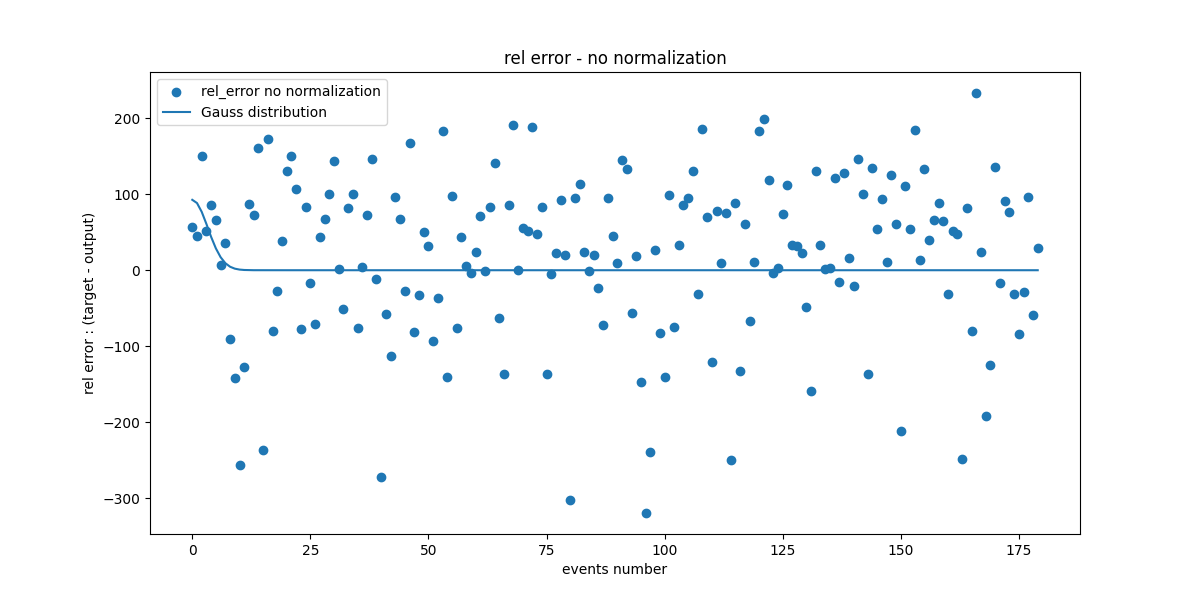 rel error - no normalization
rel_error no normalization
Gauss distribution
rel error : (target - output)
200
100
0
−100
−200
−300
0 25 50 75 100 125 150 175
events number